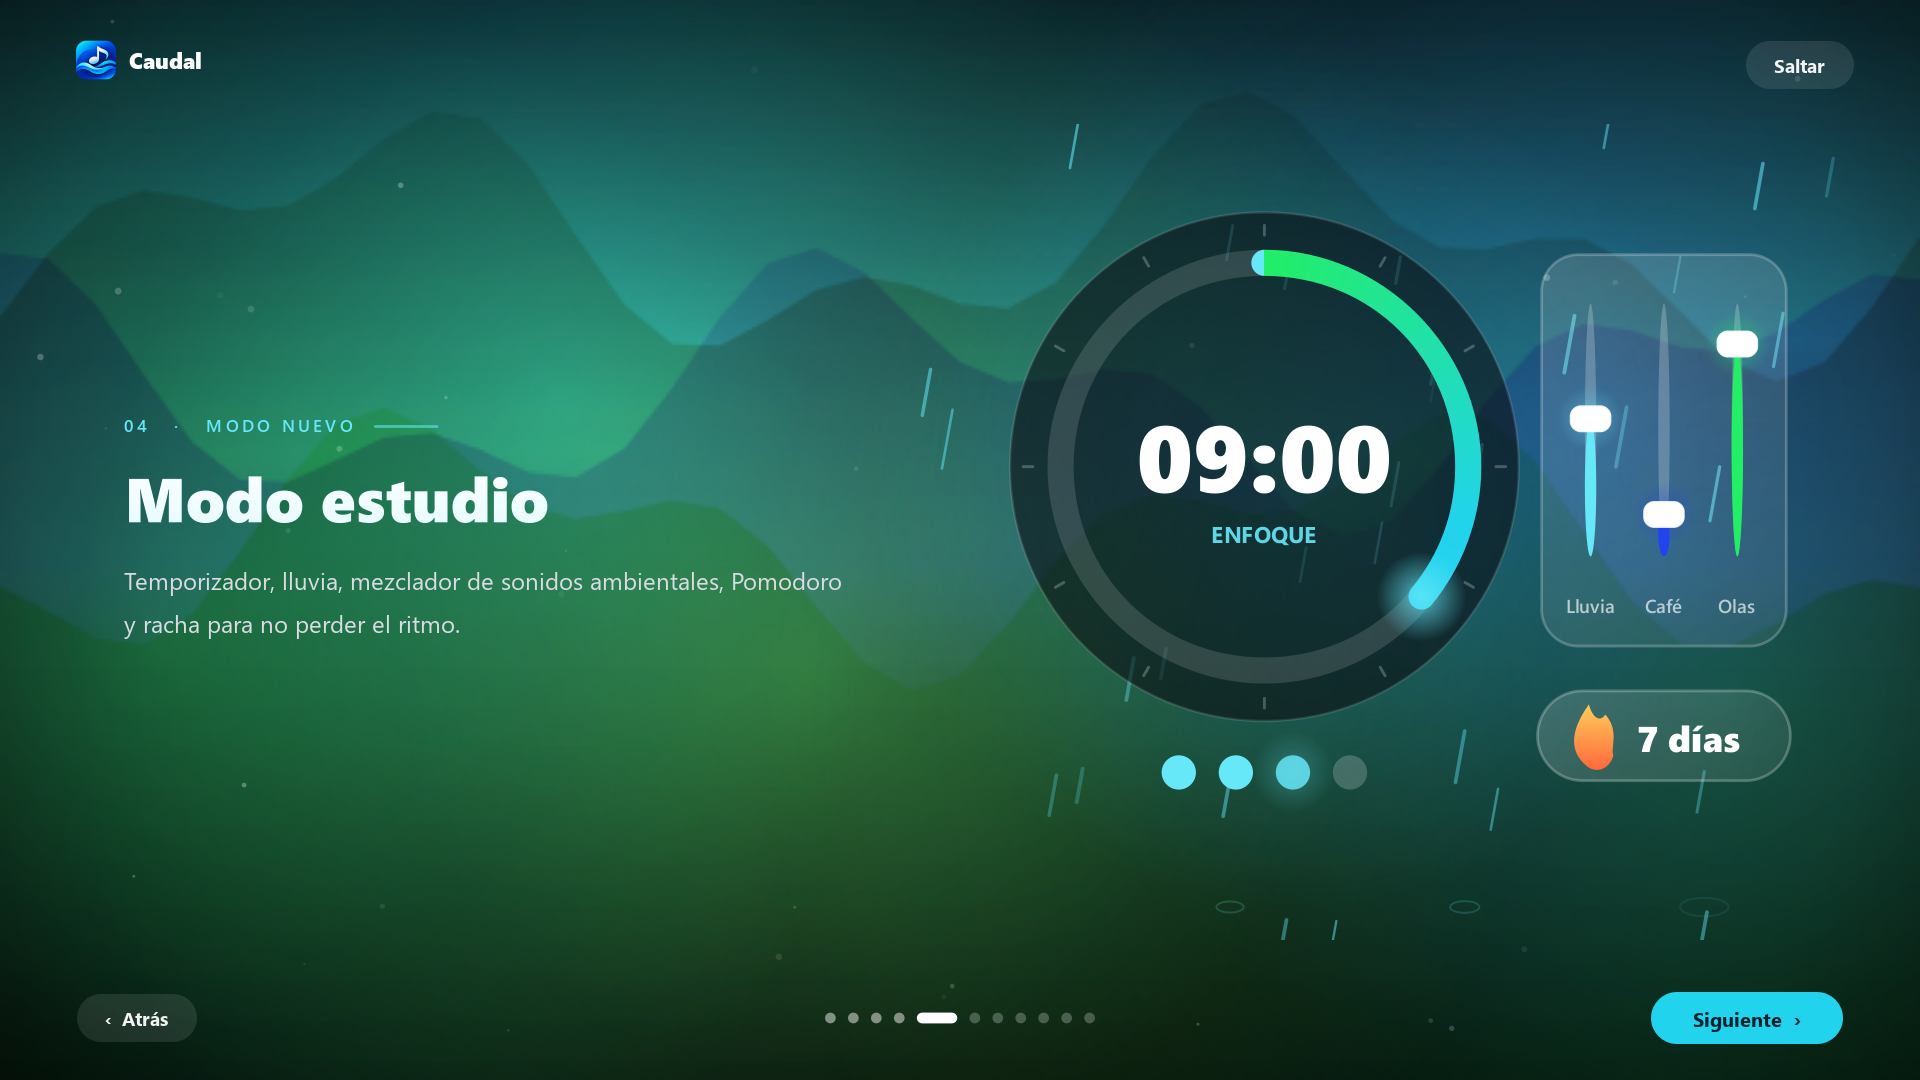 Caudal
Saltar
04 · MODO NUEVO
Modo estudio
Temporizador, lluvia, mezclador de sonidos ambientales, Pomodoro
y racha para no perder el ritmo.
09:00
ENFOQUE
Lluvia Café Olas
7 días
‹ Atrás
Siguiente ›